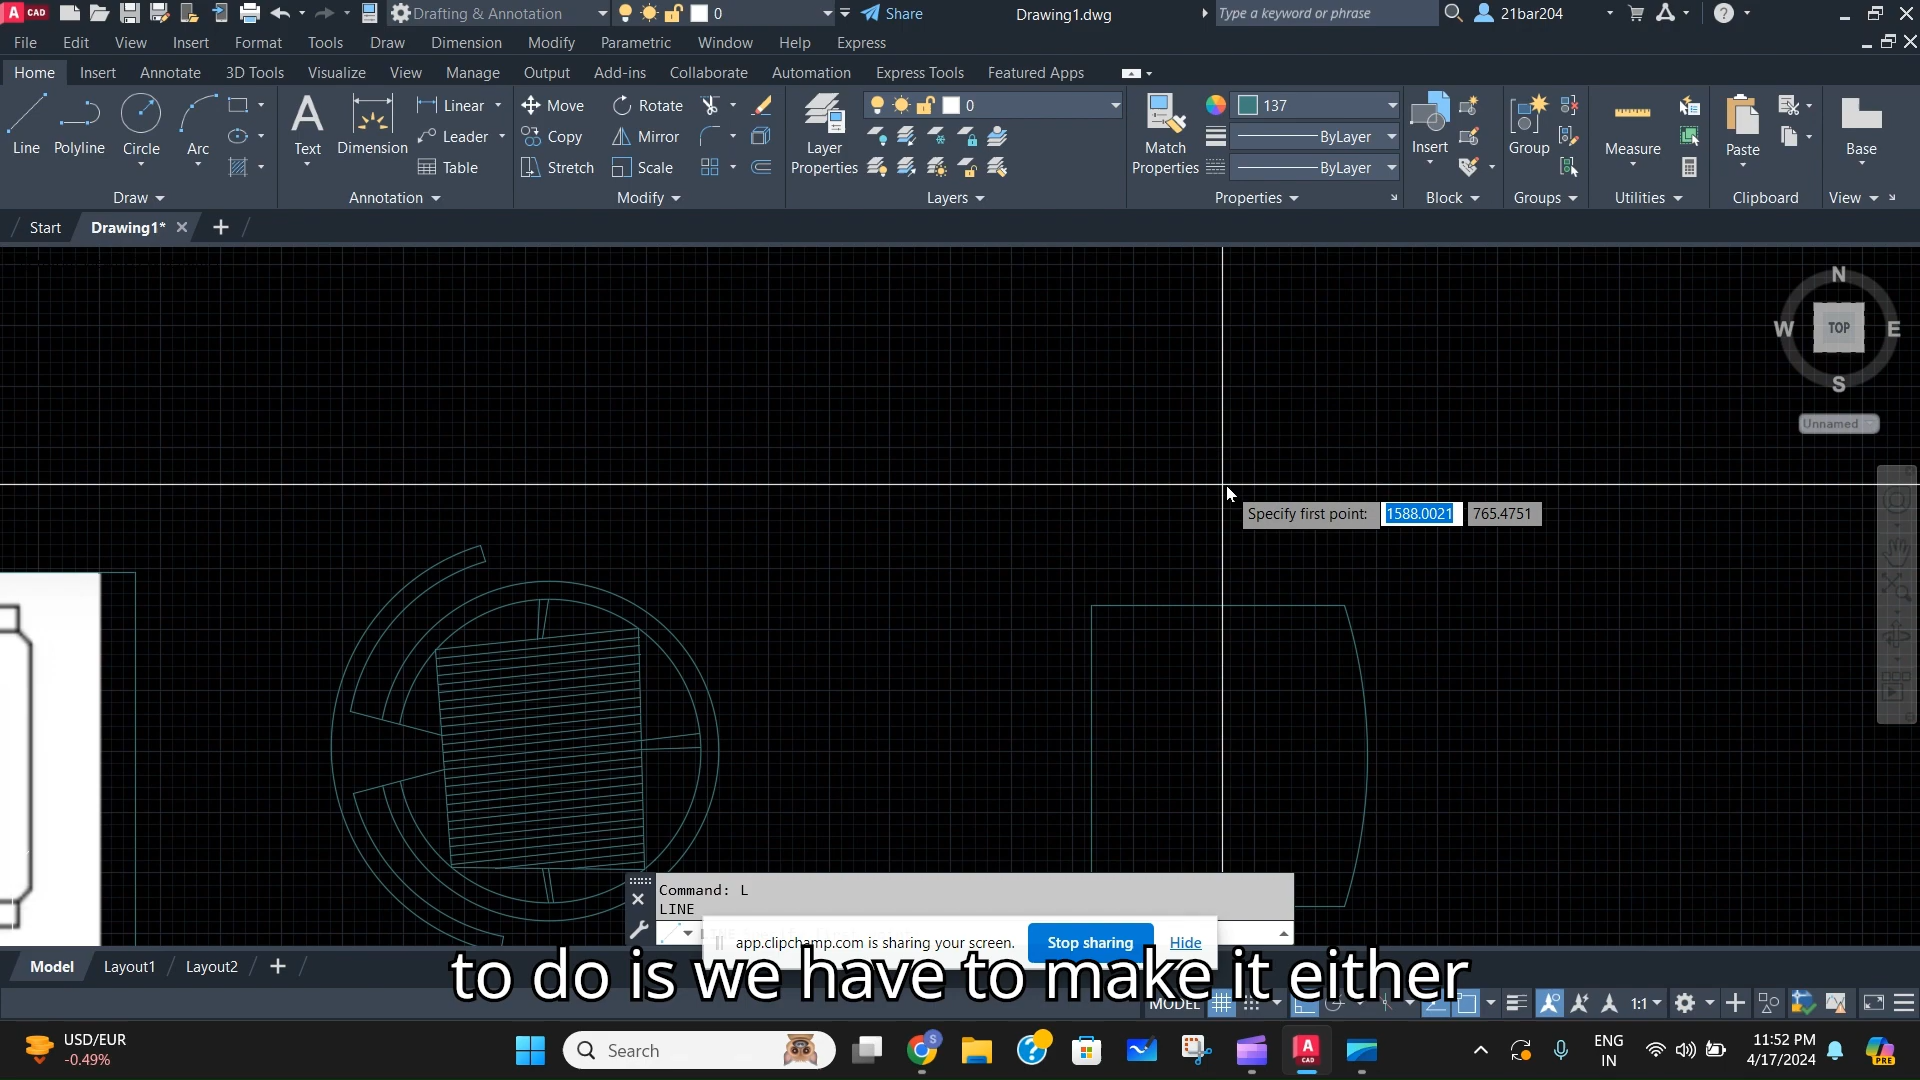 CAD
Drafting & Annotation
0
Share
Drawing1.dwg
Type a keyword or phrase
21bar204
File Edit View Insert Format Tools Draw Dimension Modify Parametric Window Help Express
Home Insert Annotate 3D Tools Visualize View Manage Output Add-ins Collaborate Automation Express Tools Featured Apps
Line Polyline Circle Arc
Draw
Text Dimension
Linear
Leader
Table
Annotation
Move Rotate
Copy Mirror
Stretch Scale
Modify
Layer
Properties
0
Layers
Match
Properties
137
ByLayer
ByLayer
Properties
Insert
Block
Group
Groups
Measure
Utilities
Paste
Clipboard
Base
View
Start Drawing1*
N
W TOP E
S
Unnamed
Specify first point: 1588.0021 765.4751
Command: L
LINE
app.clipchamp.com is sharing your screen. Stop sharing Hide
to do is we have to make it either
Model Layout1 Layout2
MODEL
1:1
USD/EUR
-0.49%
Search
ENG
IN
11:52 PM
4/17/2024
PRE